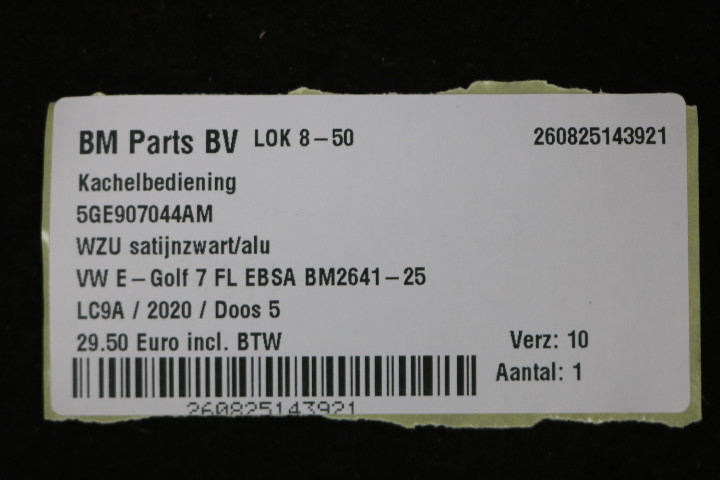 BM Parts BV LOK 8-50 260825143921
Kachelbediening
5GE907044AM
WZU satijnzwart/alu
VW E-Golf 7 FL EBSA BM2641-25
LC9A / 2020 / Doos 5
29.50 Euro incl. BTW Verz: 10
Aantal: 1
260825143921